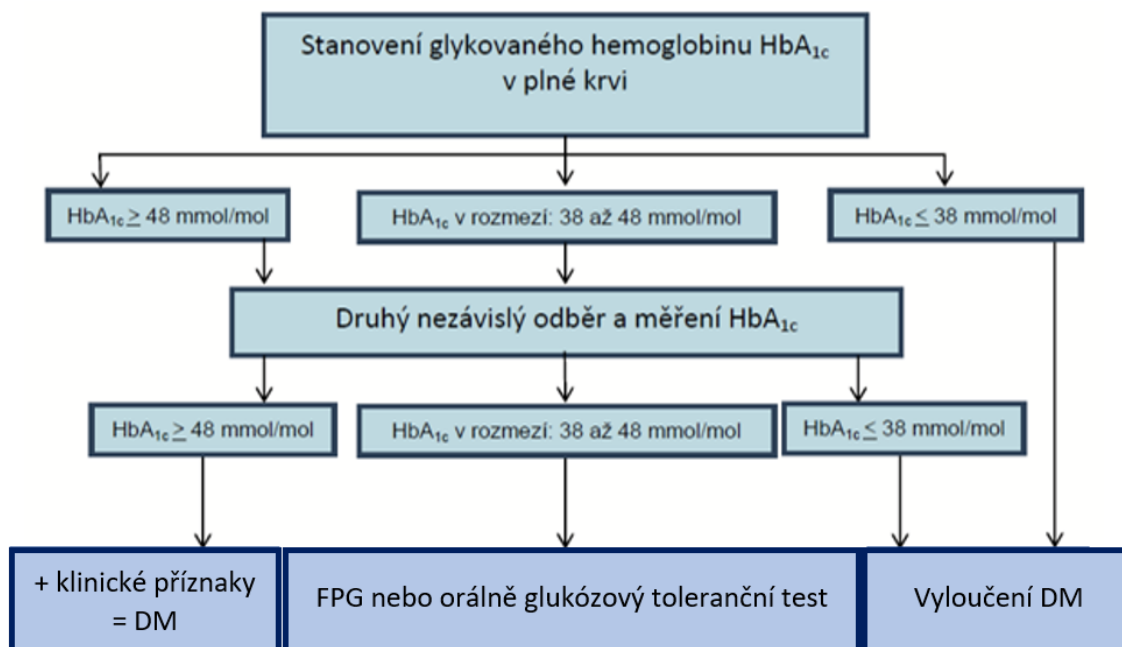 Stanovení glykovaného hemoglobinu HbA1c
v plné krvi
HbA1c ≥ 48 mmol/mol
HbA1c v rozmezí: 38 až 48 mmol/mol
HbA1c ≤ 38 mmol/mol
Druhý nezávislý odběr a měření HbA1c
HbA1c ≥ 48 mmol/mol
HbA1c v rozmezí: 38 až 48 mmol/mol
HbA1c ≤ 38 mmol/mol
+ klinické příznaky
= DM
FPG nebo orálně glukózový toleranční test
Vyloučení DM